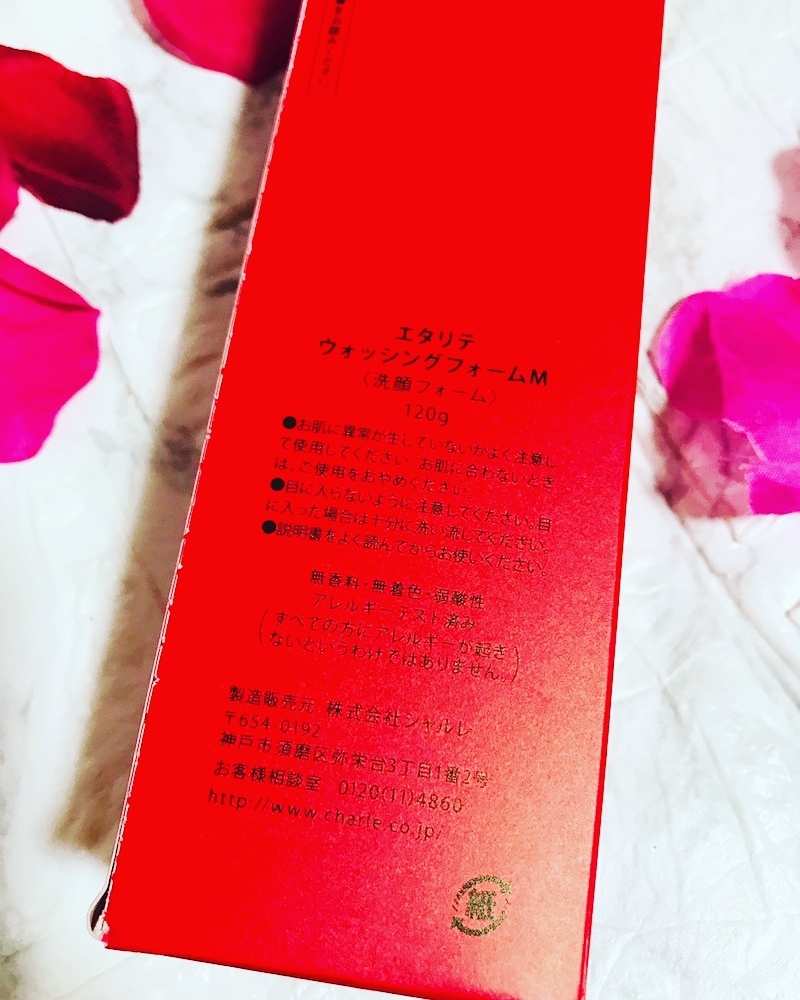 お読みください。
エタリテ
ウォッシングフォームM
〈洗顔フォーム〉
120g
●お肌に異常が生じていないかよく注意し
て使用してください。お肌に合わないとき
は、ご使用をおやめください。
●目に入らないように注意してください。目
に入った場合は十分に洗い流してください。
●説明書をよく読んでからお使いください。
無香料・無着色・弱酸性
アレルギーテスト済み
(すべての方にアレルギーが起き
ないというわけではありません。)
製造販売元 株式会社シャルレ
〒654-0192
神戸市須磨区弥栄台3丁目1番2号
お客様相談室 0120(11)4860
http://www.charle.co.jp/
紙